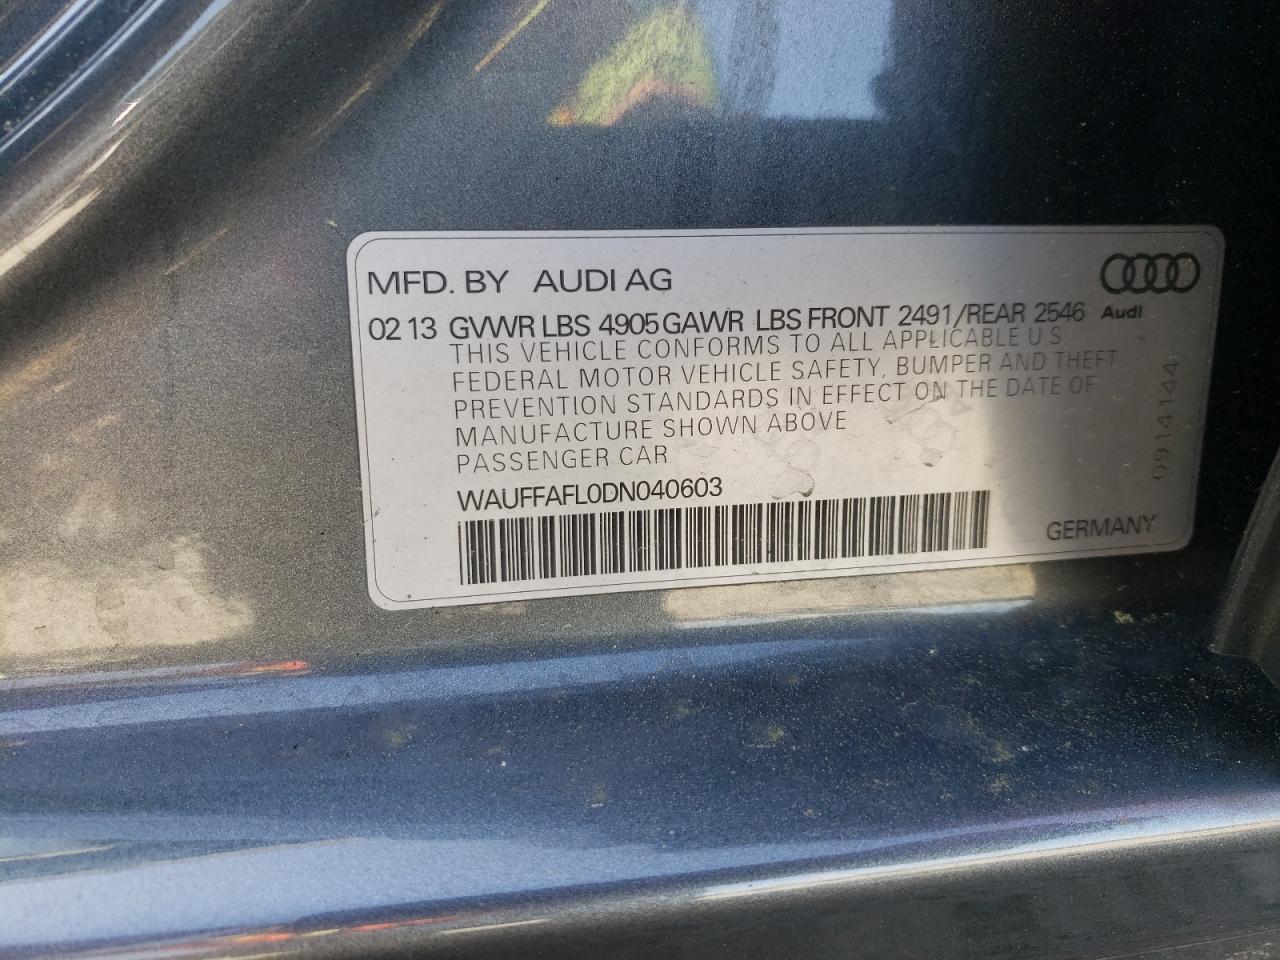 MFD. BY AUDI AG
02 13 GVWR LBS 4905 GAWR LBS FRONT 2491/REAR 2546
Audi
THIS VEHICLE CONFORMS TO ALL APPLICABLE U.S.
FEDERAL MOTOR VEHICLE SAFETY, BUMPER AND THEFT
PREVENTION STANDARDS IN EFFECT ON THE DATE OF
MANUFACTURE SHOWN ABOVE
PASSENGER CAR
WAUFFAFL0DN040603
GERMANY
0914144